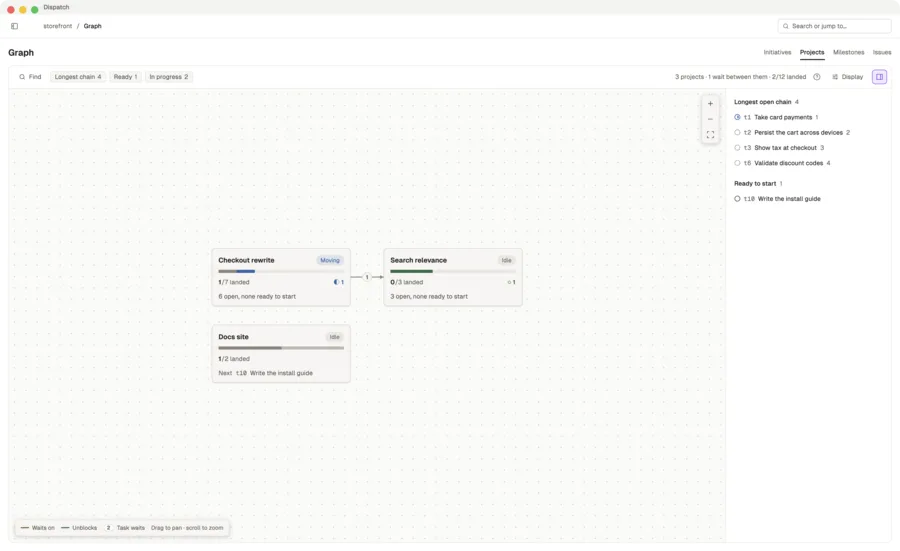 Dispatch
storefront / Graph
Search or jump to...
Graph
Initiatives Projects Milestones Issues
Find Longest chain 4 Ready 1 In progress 2
3 projects · 1 wait between them · 2/12 landed Display
Longest open chain 4
t1 Take card payments 1
t2 Persist the cart across devices 2
t3 Show tax at checkout 3
t6 Validate discount codes 4
Ready to start 1
t10 Write the install guide
Checkout rewrite Moving
1/7 landed 1
6 open, none ready to start
1
Search relevance Idle
0/3 landed 1
3 open, none ready to start
Docs site Idle
1/2 landed
Next t10 Write the install guide
Waits on Unblocks 2 Task waits Drag to pan · scroll to zoom